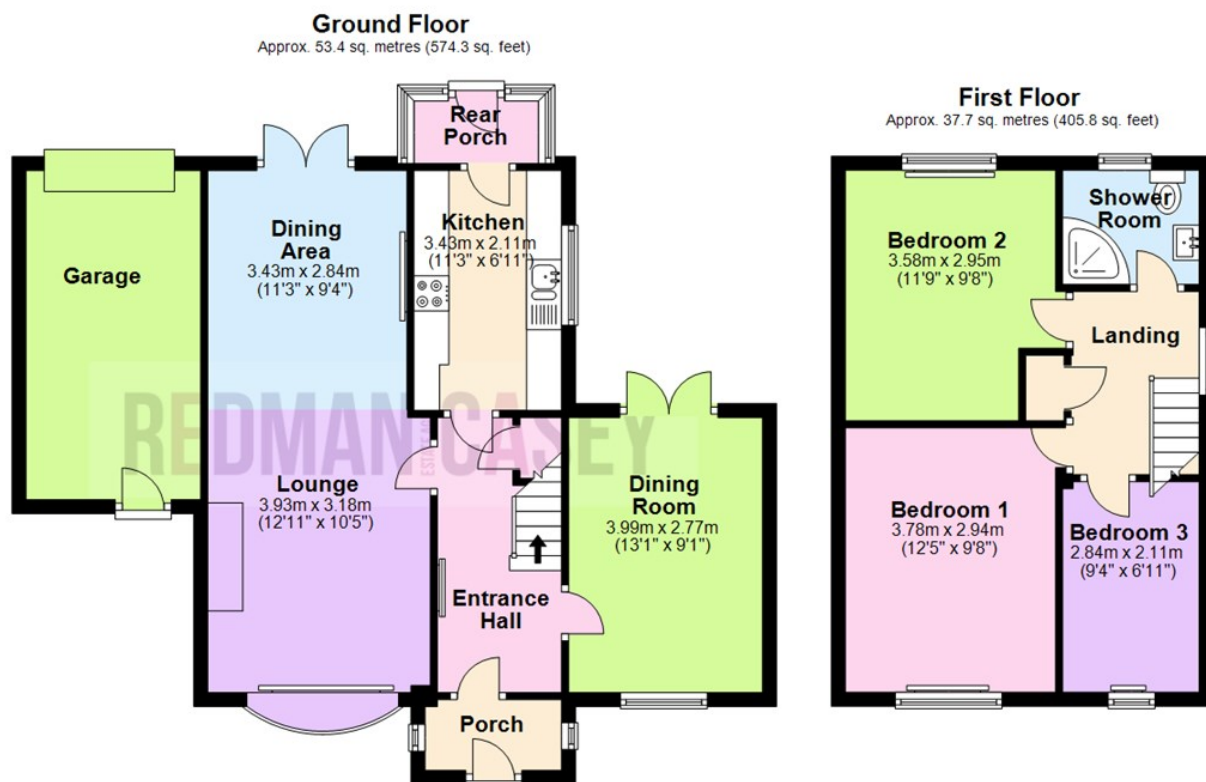 Ground Floor
Approx. 53.4 sq. metres (574.3 sq. feet)
Rear
Porch
Dining
Area
3.43m x 2.84m
(11'3" x 9'4")
Kitchen
3.43m x 2.11m
(11'3" x 6'11")
Garage
Lounge
3.93m x 3.18m
(12'11" x 10'5")
Dining
Room
3.99m x 2.77m
(13'1" x 9'1")
Entrance
Hall
Porch
REDMAN CASEY
First Floor
Approx. 37.7 sq. metres (405.8 sq. feet)
Bedroom 2
3.58m x 2.95m
(11'9" x 9'8")
Shower
Room
Landing
Bedroom 1
3.78m x 2.94m
(12'5" x 9'8")
Bedroom 3
2.84m x 2.11m
(9'4" x 6'11")